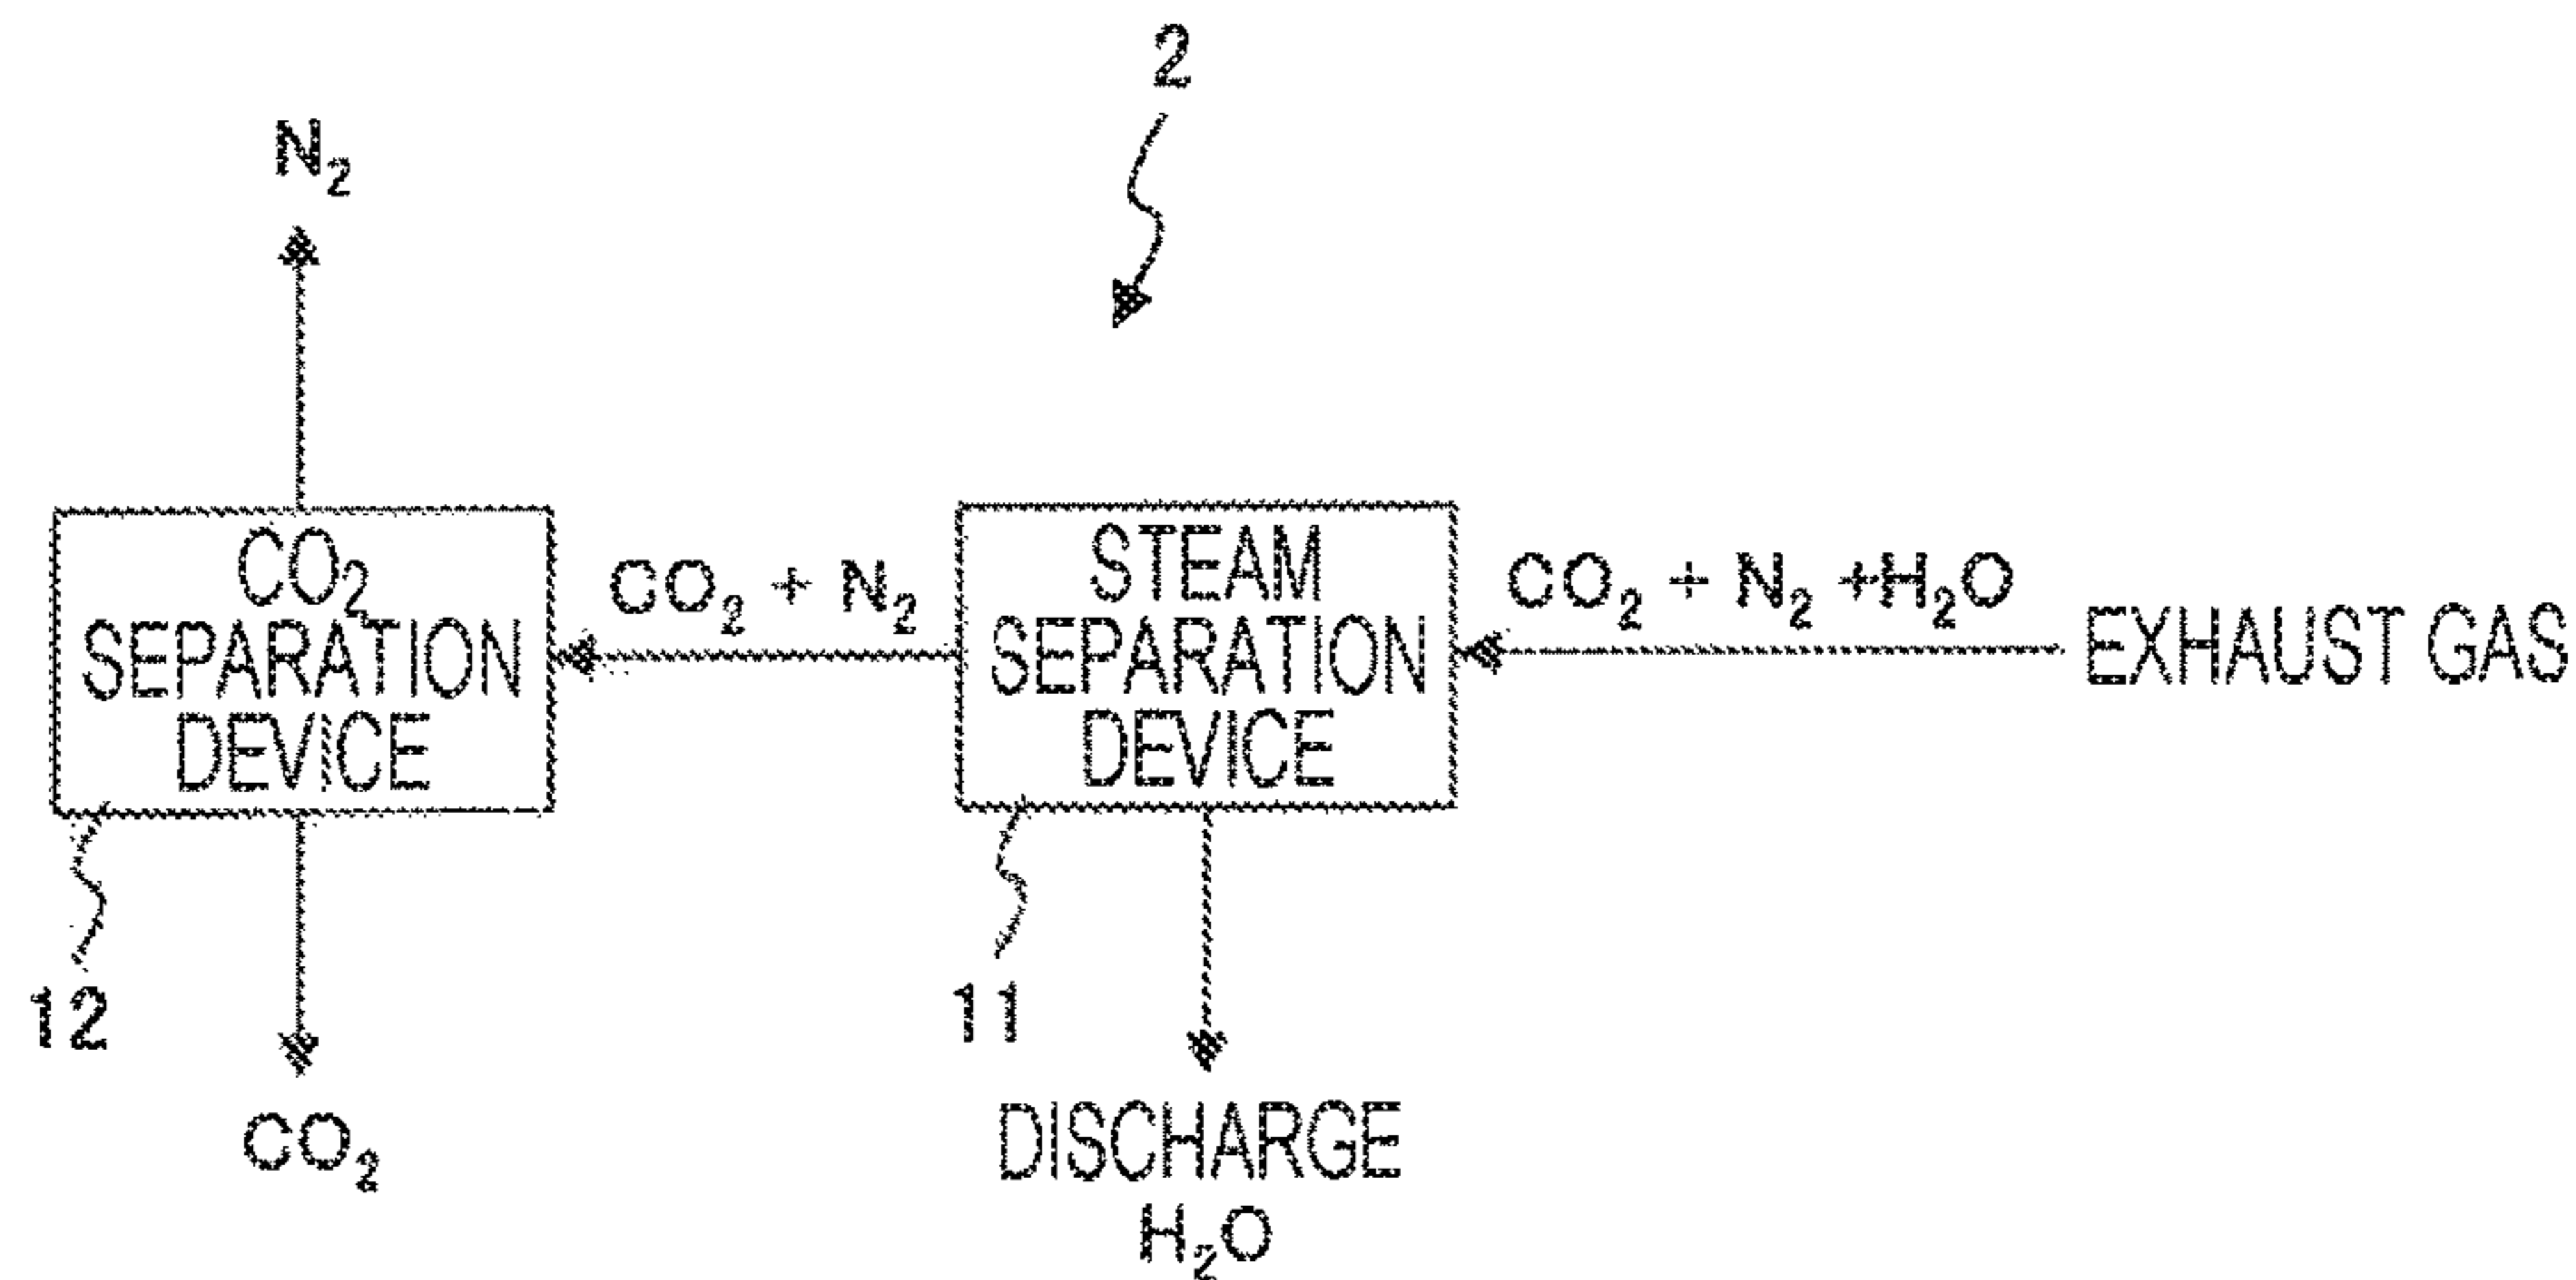 2
N₂
CO₂
SEPARATION
DEVICE
CO₂ + N₂
STEAM
SEPARATION
DEVICE
CO₂ + N₂ +H₂O
EXHAUST GAS
12
11
CO₂
DISCHARGE
H₂O